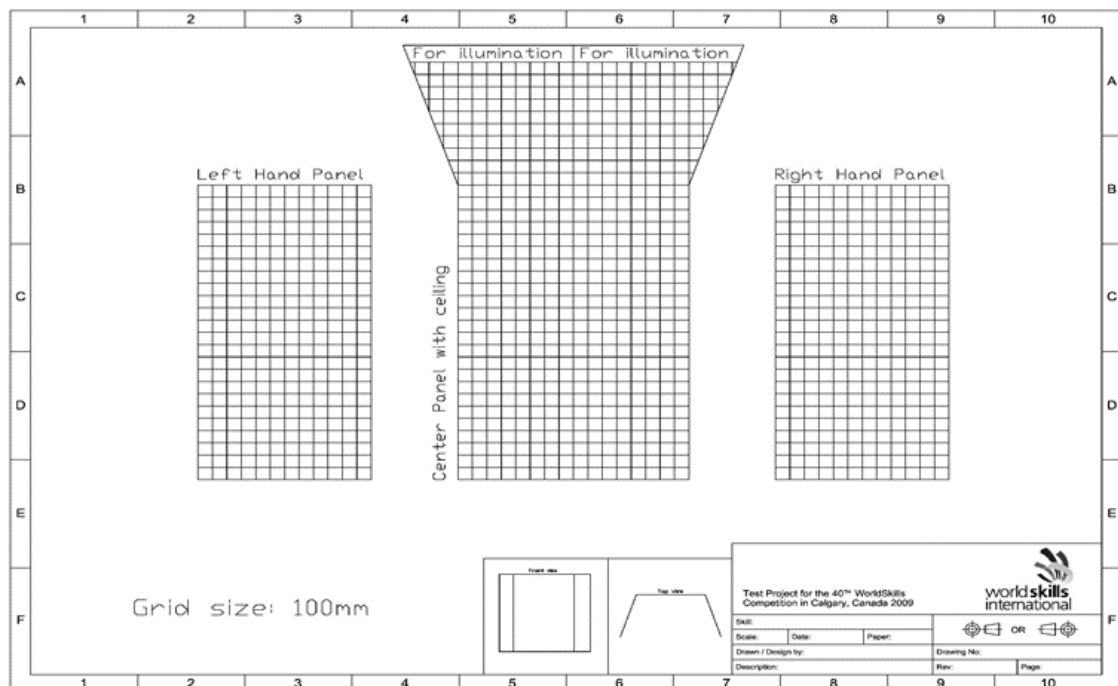 1 2 3 4 5 6 7 8 9 10
For illumination For illumination
A A
Left Hand Panel
Right Hand Panel
B B
Center Panel with ceiling
C C
D D
E E
Front view
Top view
Grid size: 100mm
Test Project for the 40TH WorldSkills
Competition in Calgary, Canada 2009
worldskills
international
F F
Skill:
OR
Scale: Date: Paper:
Drawn / Design by: Drawing No:
Description: Rev: Page:
1 2 3 4 5 6 7 8 9 10